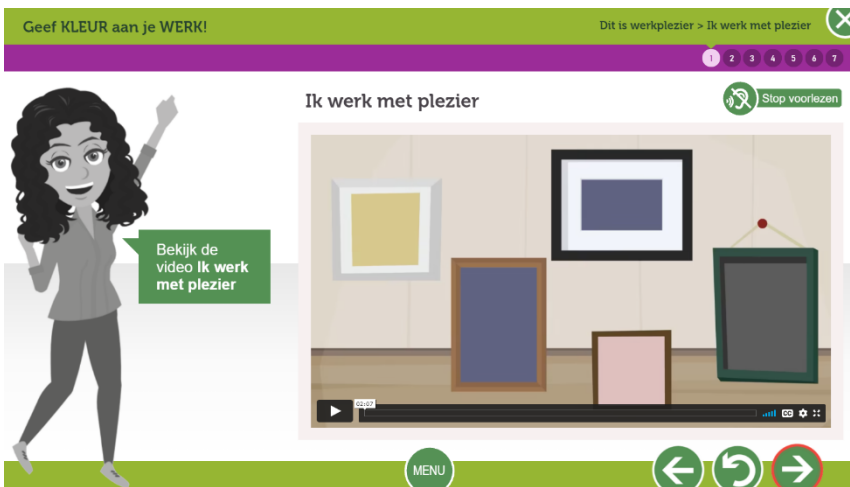 Geef KLEUR aan je WERK!
Dit is werkplezier > Ik werk met plezier
1 2 3 4 5 6 7
Ik werk met plezier
Stop voorlezen
Bekijk de
video Ik werk
met plezier
02:07
CC
MENU